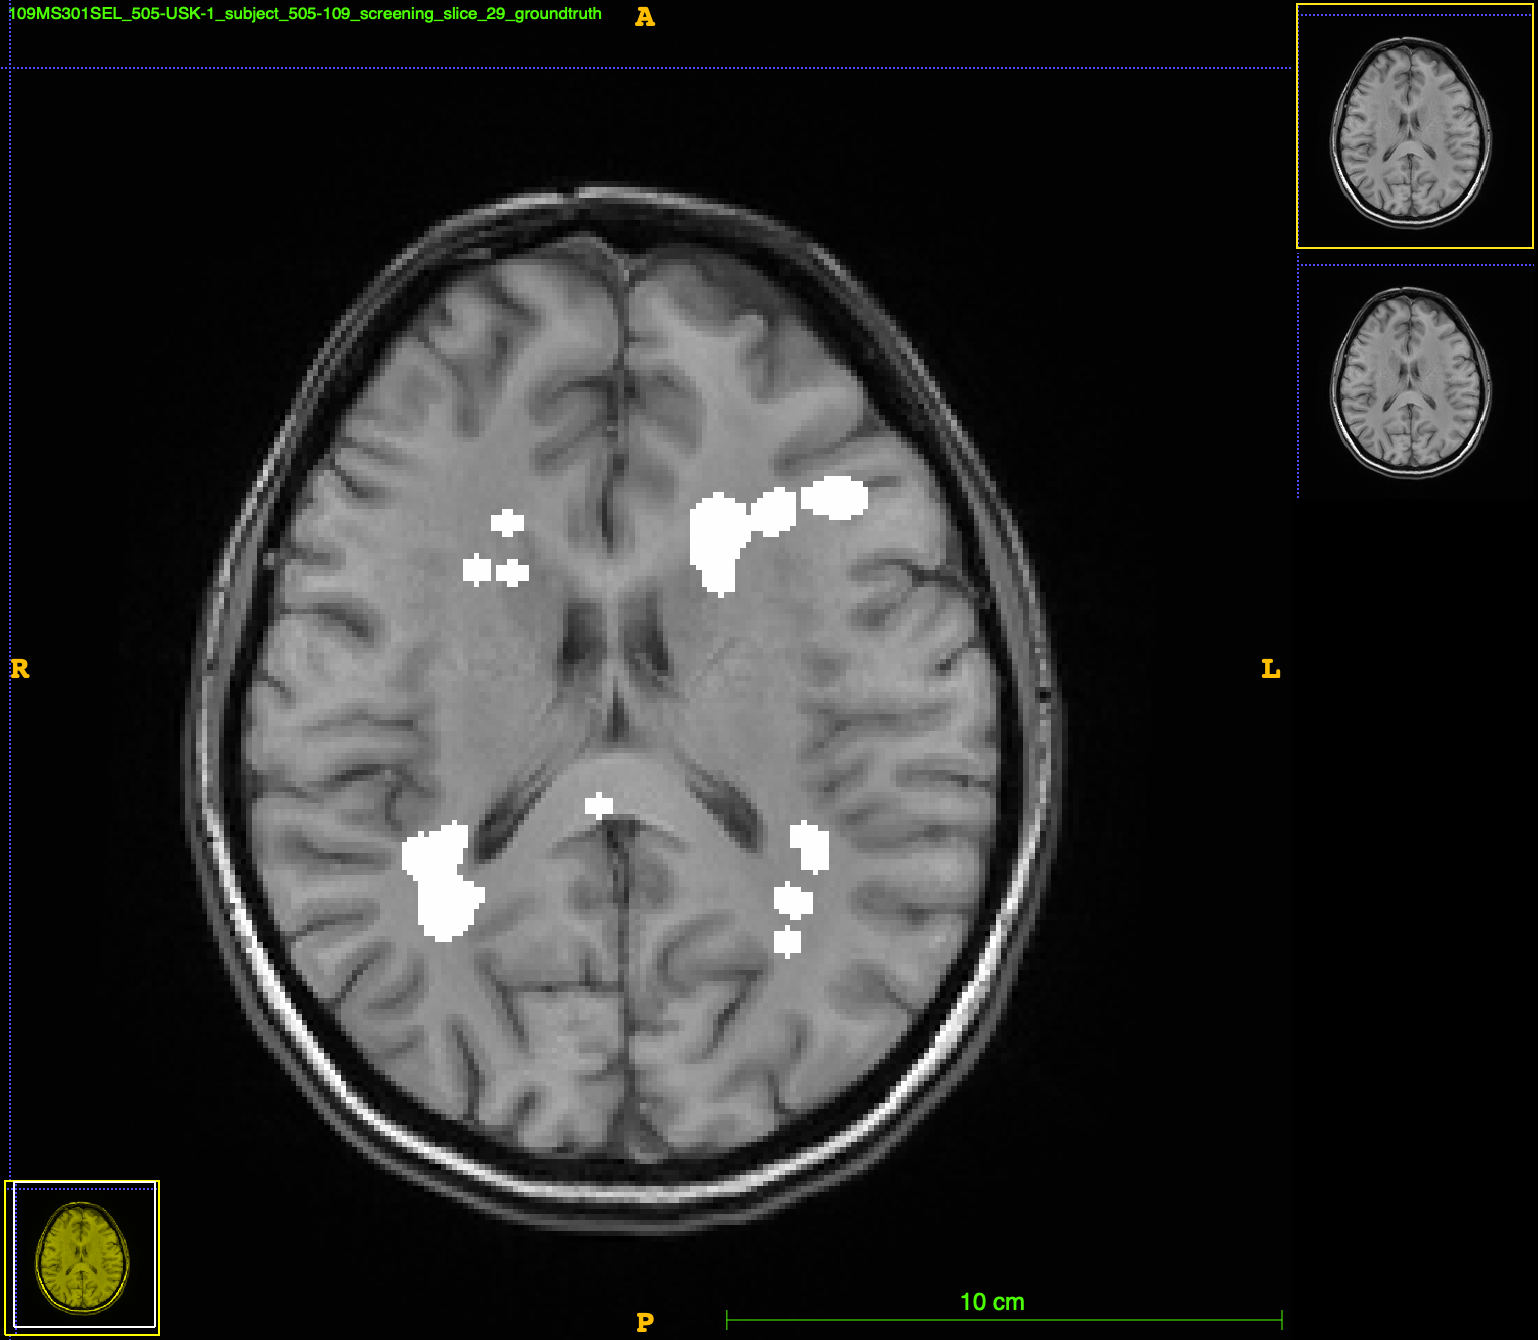 109MS301SEL_505-USK-1_subject_505-109_screening_slice_29_groundtruth
A
R
L
10 cm
P